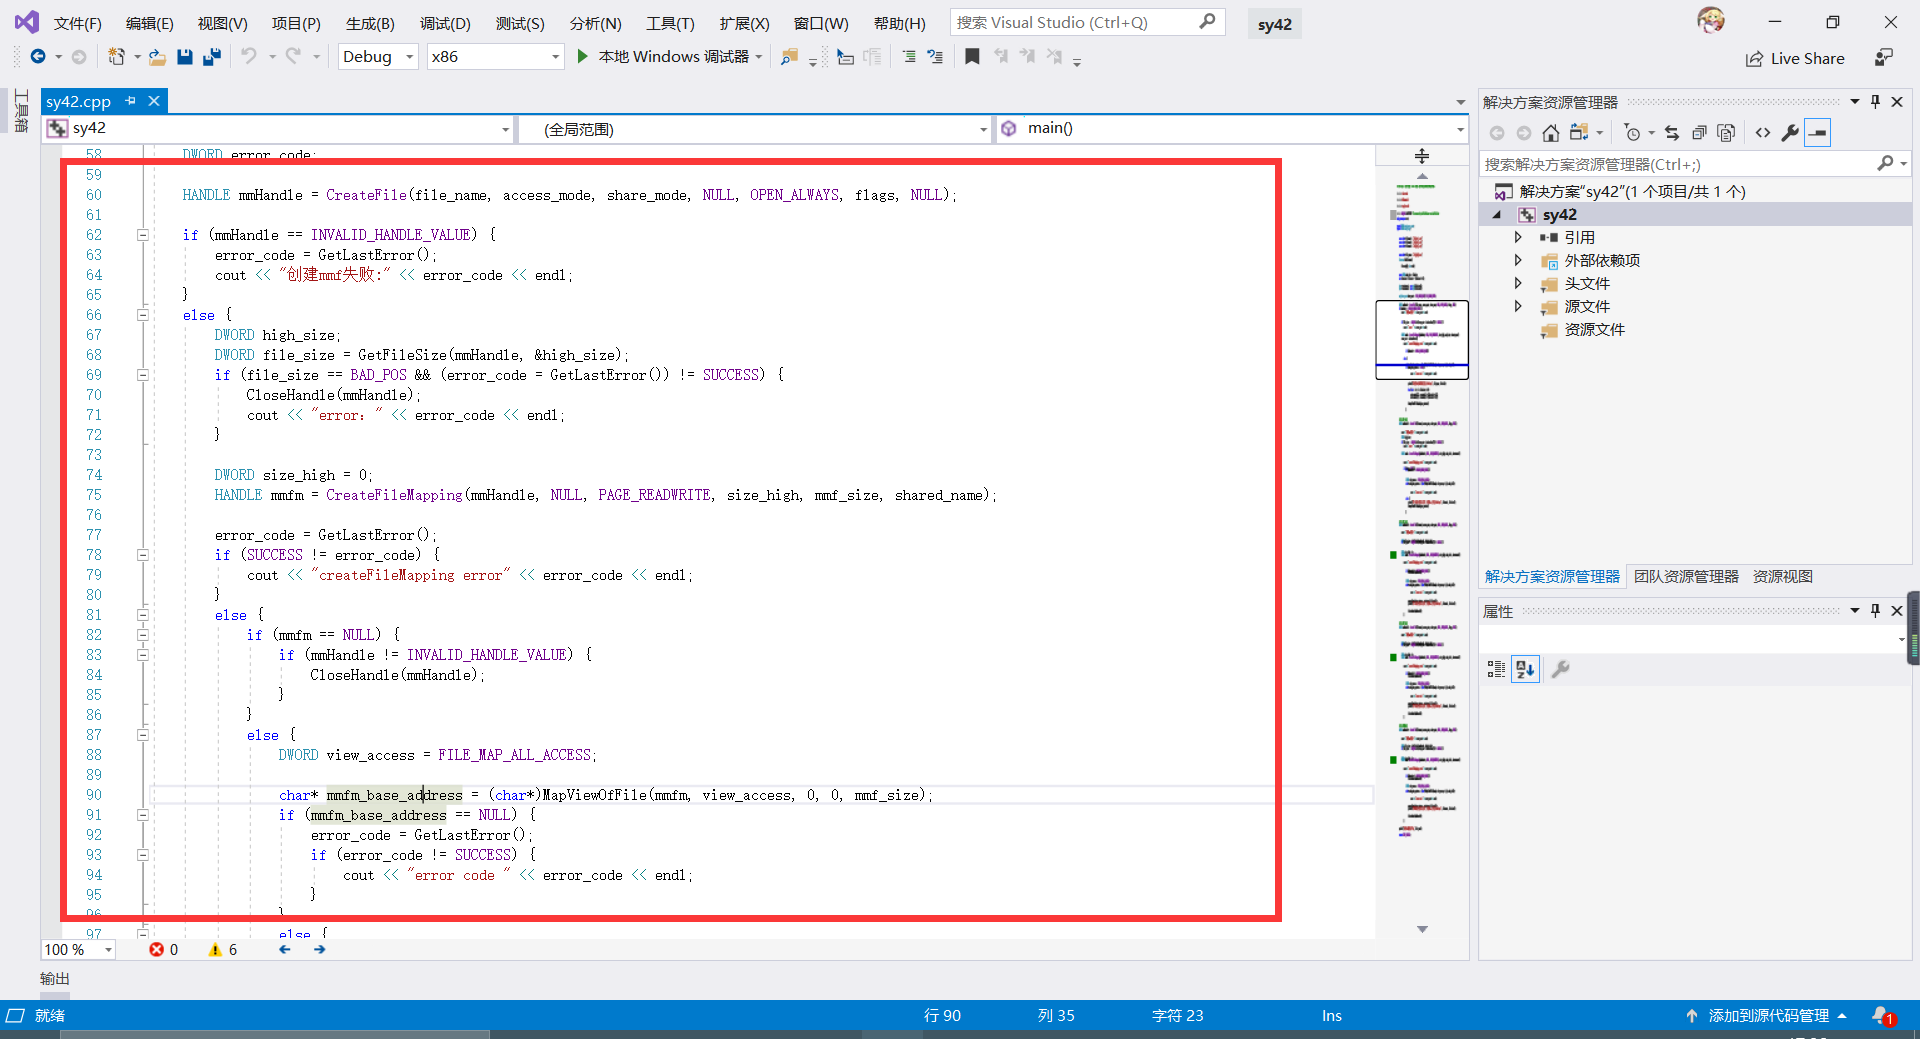 文件(F) 编辑(E) 视图(V) 项目(P) 生成(B) 调试(D) 测试(S) 分析(N) 工具(T) 扩展(X) 窗口(W) 帮助(H) 搜索 Visual Studio (Ctrl+Q) sy42
Debug x86 本地 Windows 调试器 Live Share
工具箱
sy42.cpp
sy42 (全局范围) main()
58 DWORD error_code;
59
60 HANDLE mmHandle = CreateFile(file_name, access_mode, share_mode, NULL, OPEN_ALWAYS, flags, NULL);
61
62 if (mmHandle == INVALID_HANDLE_VALUE) {
63 error_code = GetLastError();
64 cout << "创建mmf失败:" << error_code << endl;
65 }
66 else {
67 DWORD high_size;
68 DWORD file_size = GetFileSize(mmHandle, &high_size);
69 if (file_size == BAD_POS && (error_code = GetLastError()) != SUCCESS) {
70 CloseHandle(mmHandle);
71 cout << "error：" << error_code << endl;
72 }
73
74 DWORD size_high = 0;
75 HANDLE mmfm = CreateFileMapping(mmHandle, NULL, PAGE_READWRITE, size_high, mmf_size, shared_name);
76
77 error_code = GetLastError();
78 if (SUCCESS != error_code) {
79 cout << "createFileMapping error" << error_code << endl;
80 }
81 else {
82 if (mmfm == NULL) {
83 if (mmHandle != INVALID_HANDLE_VALUE) {
84 CloseHandle(mmHandle);
85 }
86 }
87 else {
88 DWORD view_access = FILE_MAP_ALL_ACCESS;
89
90 char* mmfm_base_address = (char*)MapViewOfFile(mmfm, view_access, 0, 0, mmf_size);
91 if (mmfm_base_address == NULL) {
92 error_code = GetLastError();
93 if (error_code != SUCCESS) {
94 cout << "error code " << error_code << endl;
95 }
96 }
97 else {
100 % 0 6
输出
解决方案资源管理器
搜索解决方案资源管理器(Ctrl+;)
解决方案"sy42"(1 个项目/共 1 个)
sy42
引用
外部依赖项
头文件
源文件
资源文件
解决方案资源管理器 团队资源管理器 资源视图
属性
就绪 行 90 列 35 字符 23 Ins 添加到源代码管理 1